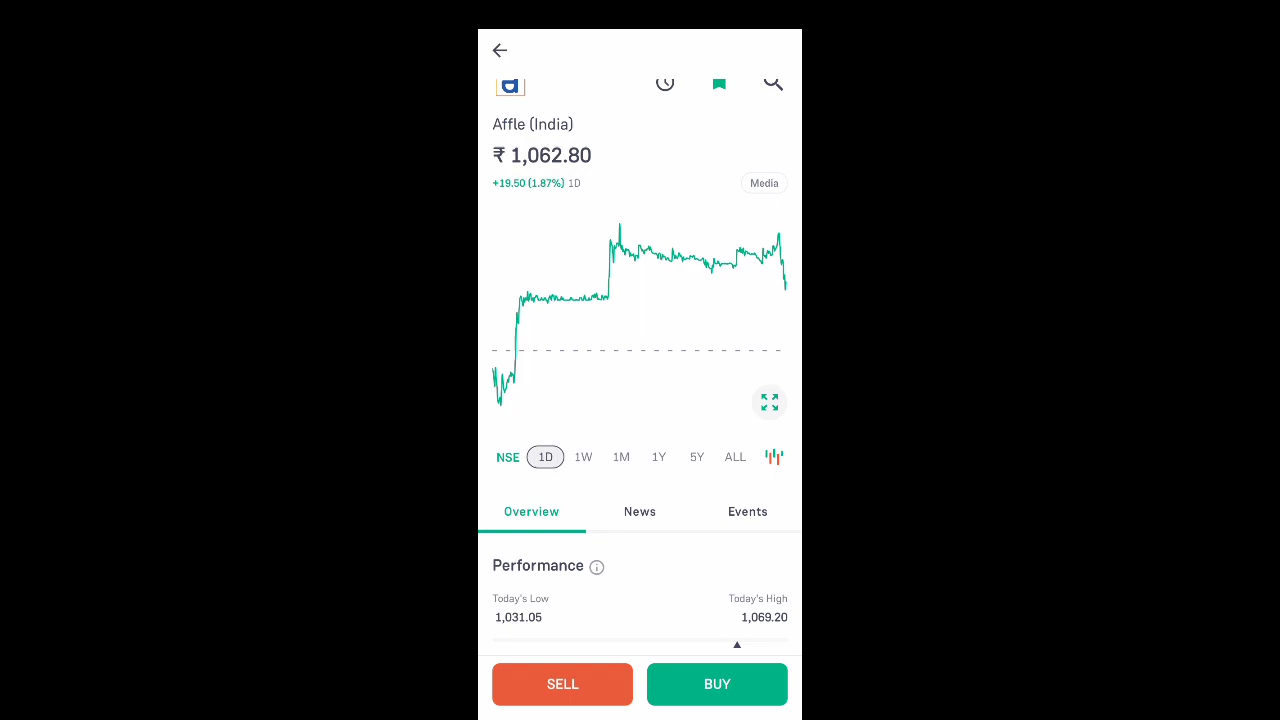 Affle (India)
₹ 1,062.80
+19.50 (1.87%) 1D
Media
NSE 1D 1W 1M 1Y 5Y ALL
Overview News Events
Performance
Today's Low Today's High
1,031.05 1,069.20
SELL BUY